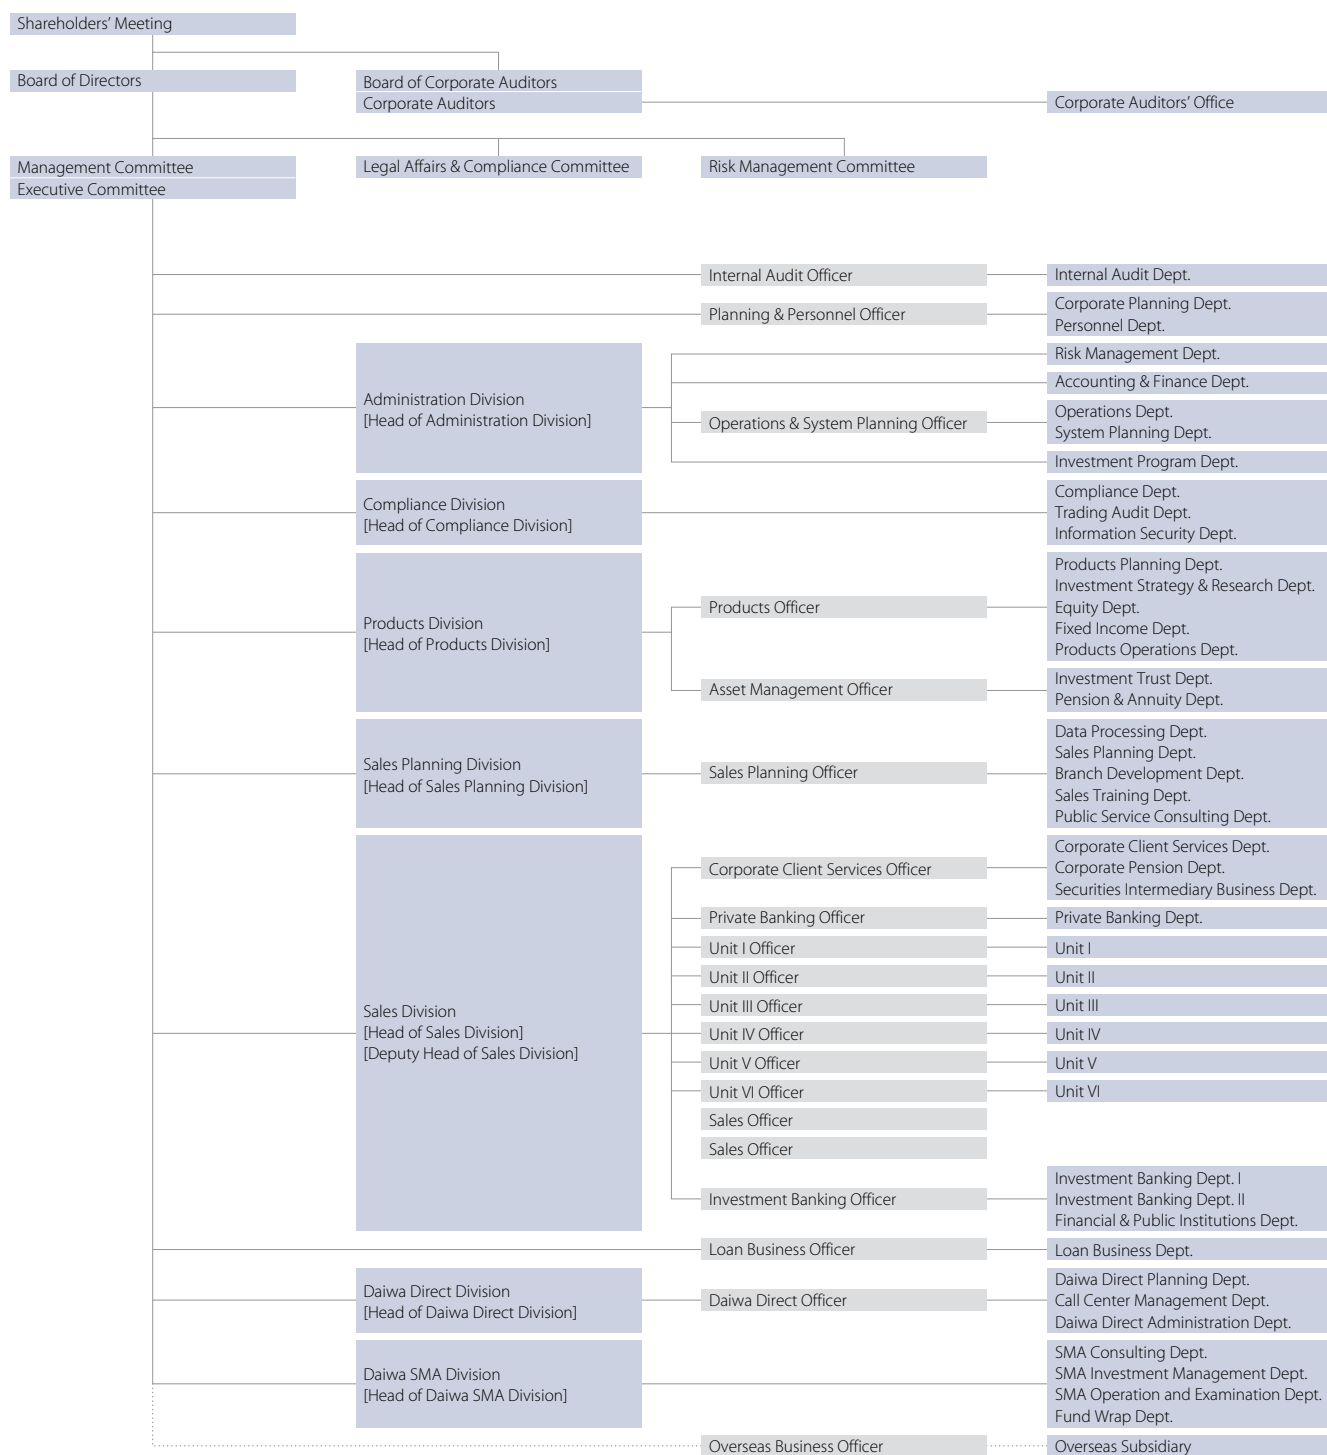 Shareholders’ Meeting
Board of Directors
Board of Corporate Auditors
Corporate Auditors
Corporate Auditors’ Office
Management Committee
Executive Committee
Legal Affairs & Compliance Committee
Risk Management Committee
Internal Audit Officer
Internal Audit Dept.
Planning & Personnel Officer
Corporate Planning Dept.
Personnel Dept.
Administration Division
[Head of Administration Division]
Risk Management Dept.
Accounting & Finance Dept.
Operations & System Planning Officer
Operations Dept.
System Planning Dept.
Investment Program Dept.
Compliance Division
[Head of Compliance Division]
Compliance Dept.
Trading Audit Dept.
Information Security Dept.
Products Division
[Head of Products Division]
Products Officer
Products Planning Dept.
Investment Strategy & Research Dept.
Equity Dept.
Fixed Income Dept.
Products Operations Dept.
Asset Management Officer
Investment Trust Dept.
Pension & Annuity Dept.
Sales Planning Division
[Head of Sales Planning Division]
Sales Planning Officer
Data Processing Dept.
Sales Planning Dept.
Branch Development Dept.
Sales Training Dept.
Public Service Consulting Dept.
Sales Division
[Head of Sales Division]
[Deputy Head of Sales Division]
Corporate Client Services Officer
Corporate Client Services Dept.
Corporate Pension Dept.
Securities Intermediary Business Dept.
Private Banking Officer
Private Banking Dept.
Unit I Officer
Unit I
Unit II Officer
Unit II
Unit III Officer
Unit III
Unit IV Officer
Unit IV
Unit V Officer
Unit V
Unit VI Officer
Unit VI
Sales Officer
Sales Officer
Investment Banking Officer
Investment Banking Dept. I
Investment Banking Dept. II
Financial & Public Institutions Dept.
Loan Business Officer
Loan Business Dept.
Daiwa Direct Division
[Head of Daiwa Direct Division]
Daiwa Direct Officer
Daiwa Direct Planning Dept.
Call Center Management Dept.
Daiwa Direct Administration Dept.
Daiwa SMA Division
[Head of Daiwa SMA Division]
SMA Consulting Dept.
SMA Investment Management Dept.
SMA Operation and Examination Dept.
Fund Wrap Dept.
Overseas Business Officer
Overseas Subsidiary